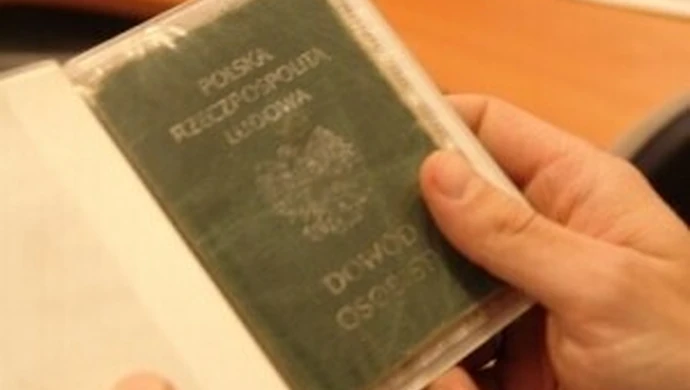 POLSKA
RZECZPOSPOLITA
LUDOWA
DOWÓD
OSOBISTY